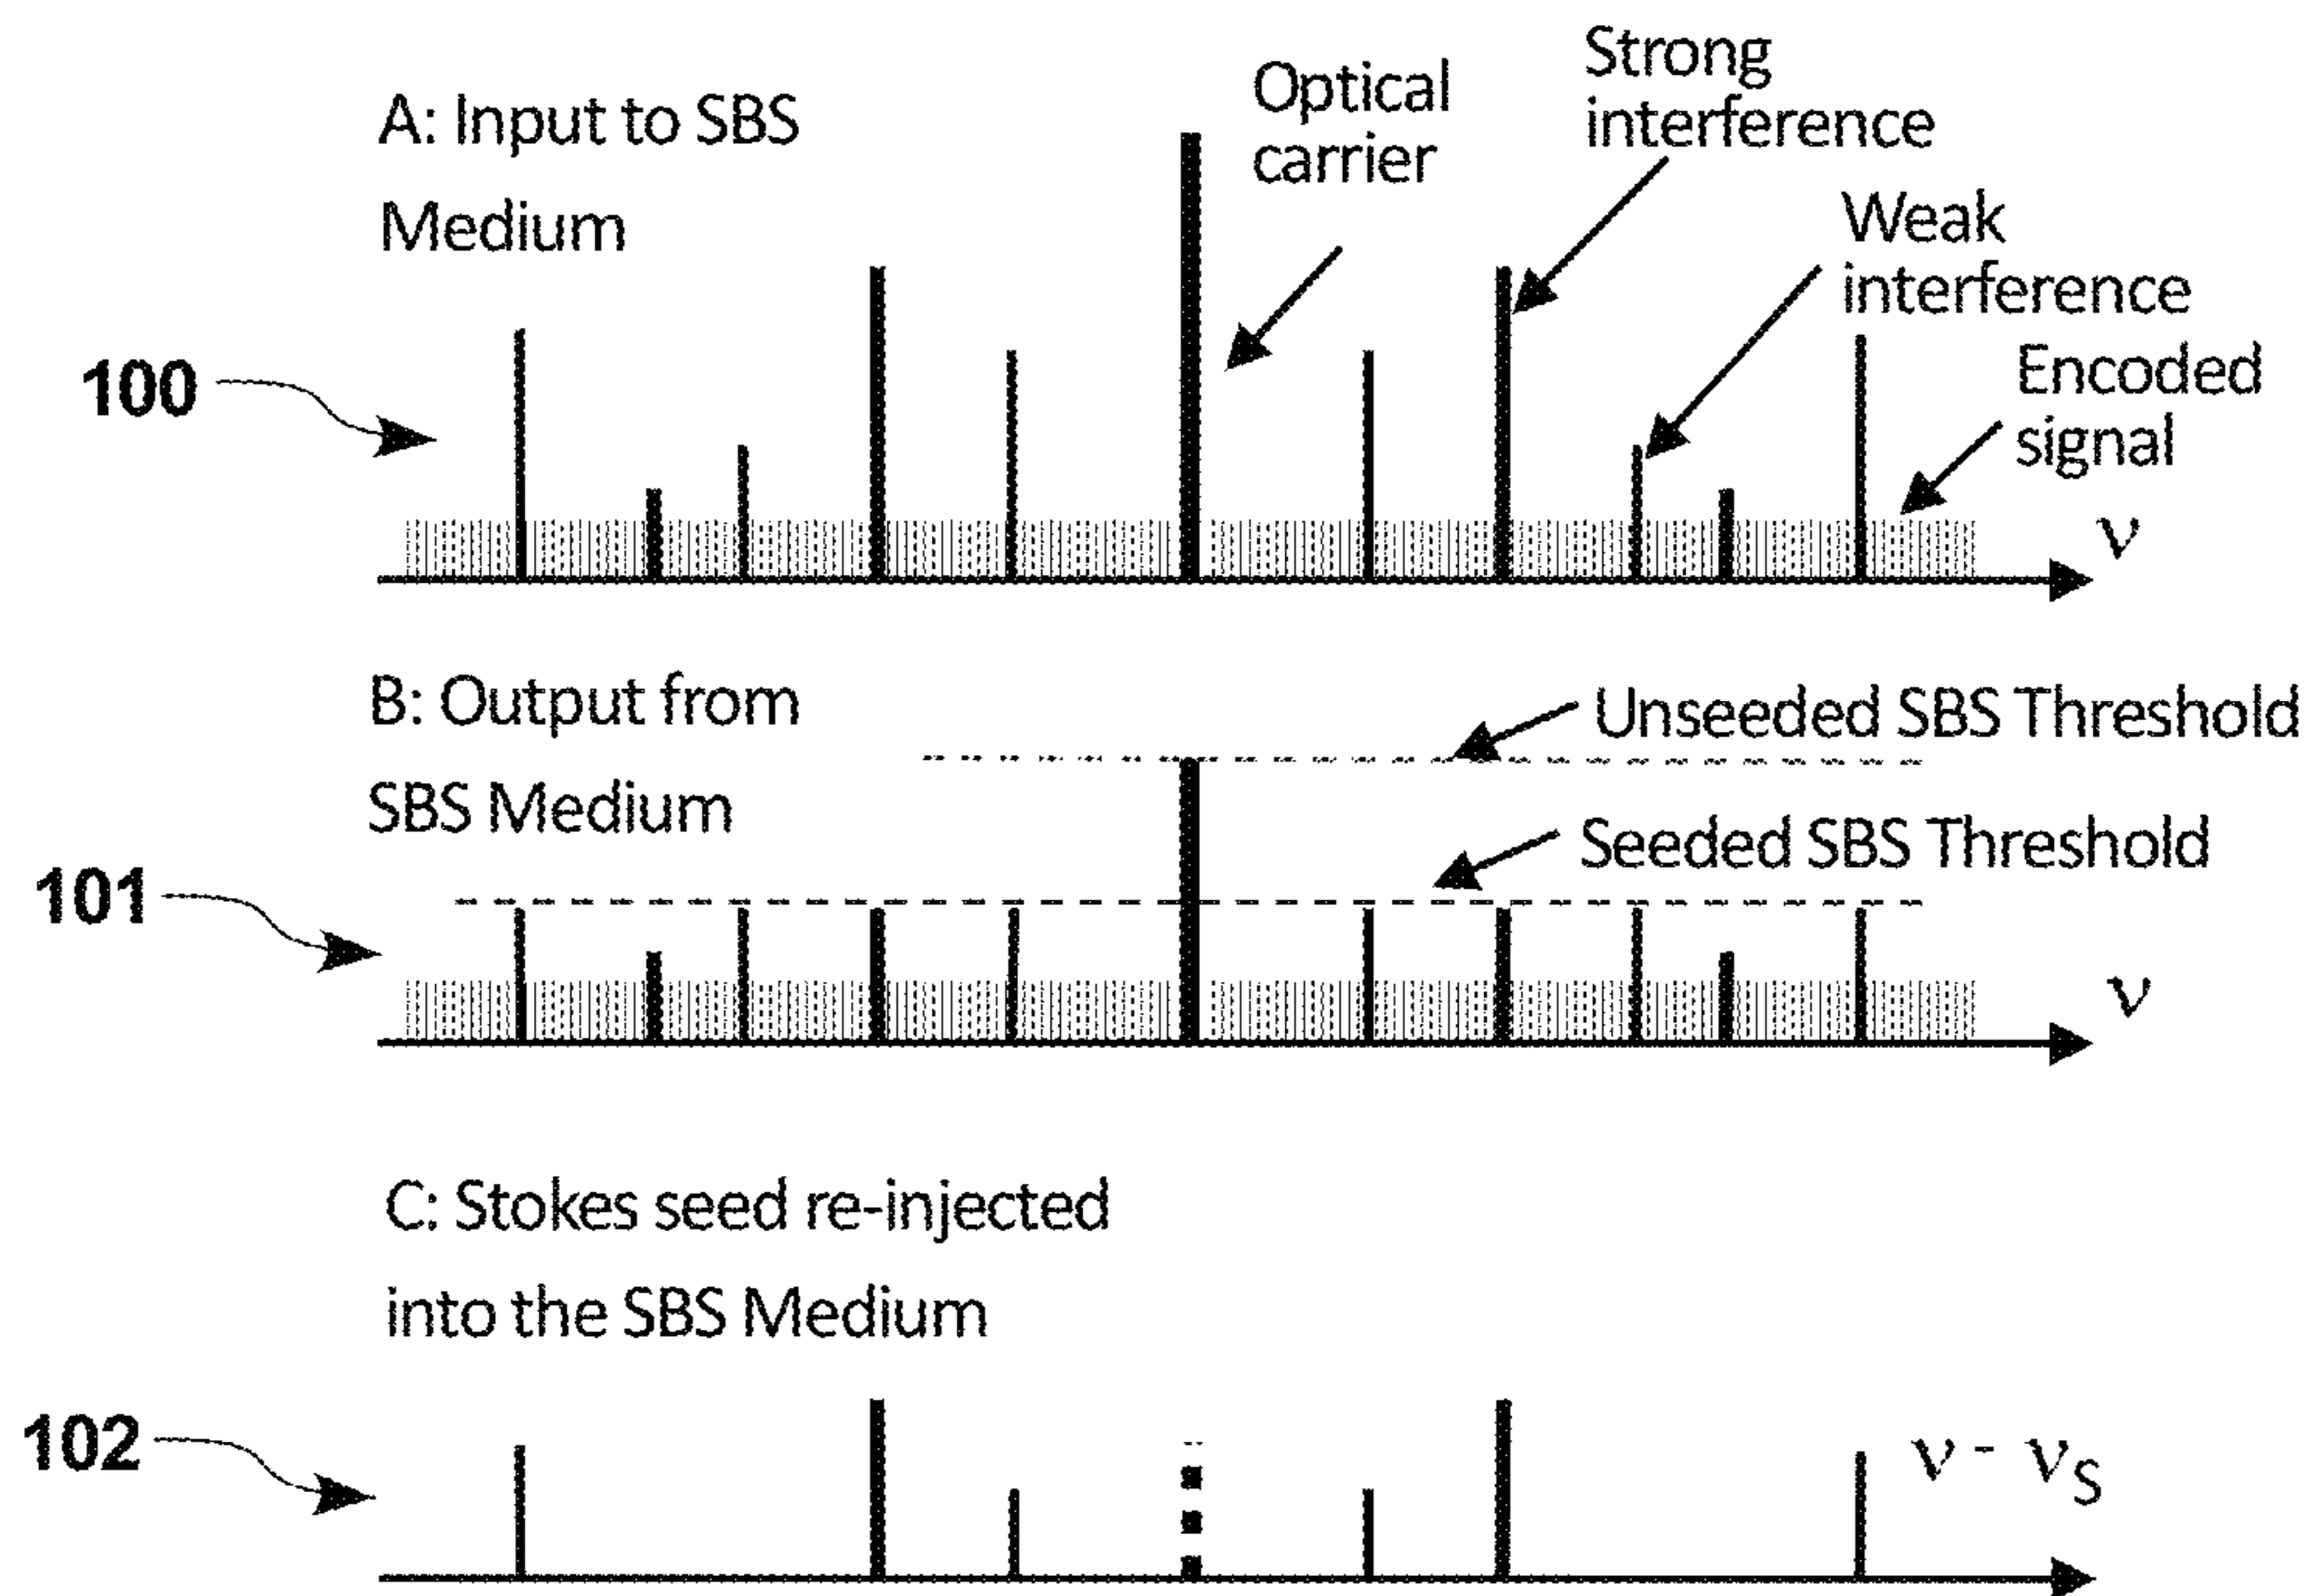 A: Input to SBS
Medium
Optical
carrier
Strong
interference
Weak
interference
Encoded
signal
100
ν
B: Output from
SBS Medium
Unseeded SBS Threshold
Seeded SBS Threshold
101
ν
C: Stokes seed re-injected
into the SBS Medium
102
ν - νS